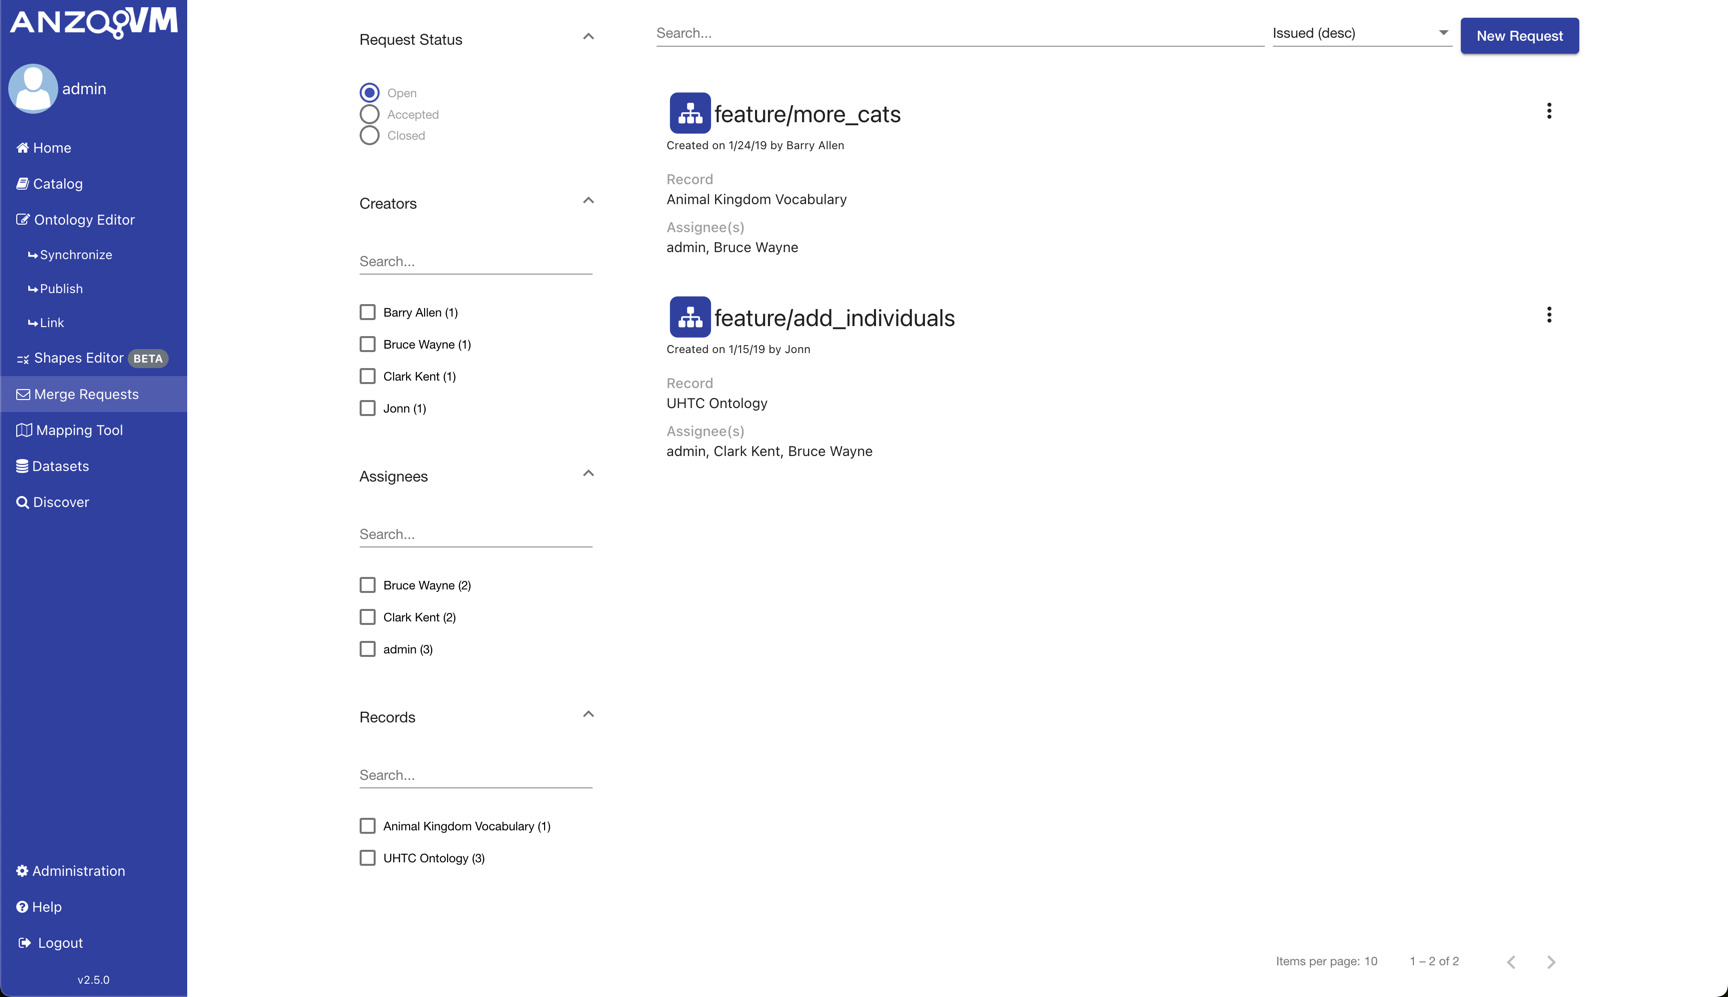 ANZOVM
admin
Home
Catalog
Ontology Editor
Synchronize
Publish
Link
Shapes Editor BETA
Merge Requests
Mapping Tool
Datasets
Discover
Administration
Help
Logout
v2.5.0
Request Status
Open
Accepted
Closed
Creators
Search...
Barry Allen (1)
Bruce Wayne (1)
Clark Kent (1)
Jonn (1)
Assignees
Search...
Bruce Wayne (2)
Clark Kent (2)
admin (3)
Records
Search...
Animal Kingdom Vocabulary (1)
UHTC Ontology (3)
Search... Issued (desc) New Request
feature/more_cats
Created on 1/24/19 by Barry Allen
Record
Animal Kingdom Vocabulary
Assignee(s)
admin, Bruce Wayne
feature/add_individuals
Created on 1/15/19 by Jonn
Record
UHTC Ontology
Assignee(s)
admin, Clark Kent, Bruce Wayne
Items per page: 10 1 – 2 of 2